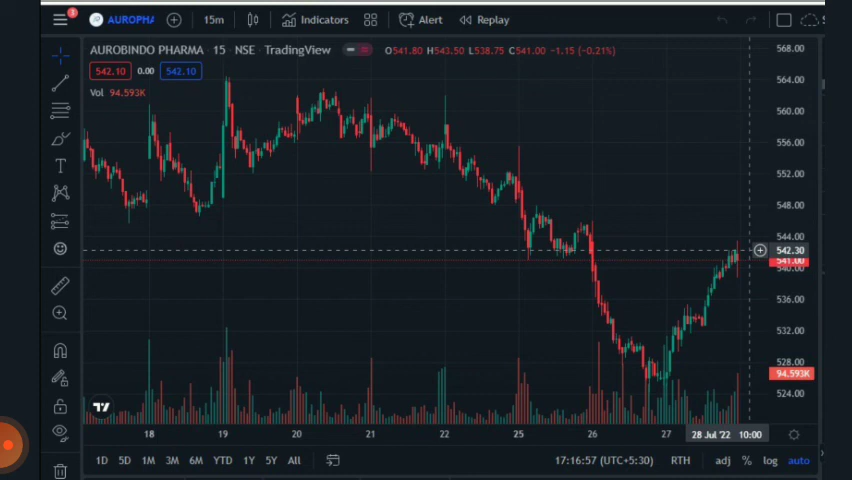 3
AUROPHA 15m Indicators Alert Replay S
AUROBINDO PHARMA · 15 · NSE · TradingView O541.80 H543.50 L538.75 C541.00 -1.15 (-0.21%)
542.10 0.00 542.10
Vol 94.593K
568.00
564.00
560.00
556.00
552.00
548.00
544.00
542.30
541.00
540.00
536.00
532.00
528.00
94.593K
524.00
18 19 20 21 22 25 26 27 28 Jul '22 10:00
1D 5D 1M 3M 6M YTD 1Y 5Y All 17:16:57 (UTC+5:30) RTH adj % log auto